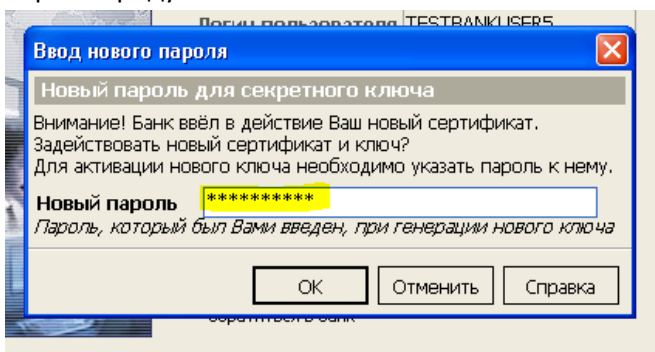 Логин пользователя TESTBANKUSER5
Ввод нового пароля
Новый пароль для секретного ключа
Внимание! Банк ввёл в действие Ваш новый сертификат.
Задействовать новый сертификат и ключ?
Для активации нового ключа необходимо указать пароль к нему.
Новый пароль **********
Пароль, который был Вами введен, при генерации нового ключа
ОК Отменить Справка
обратиться в банк